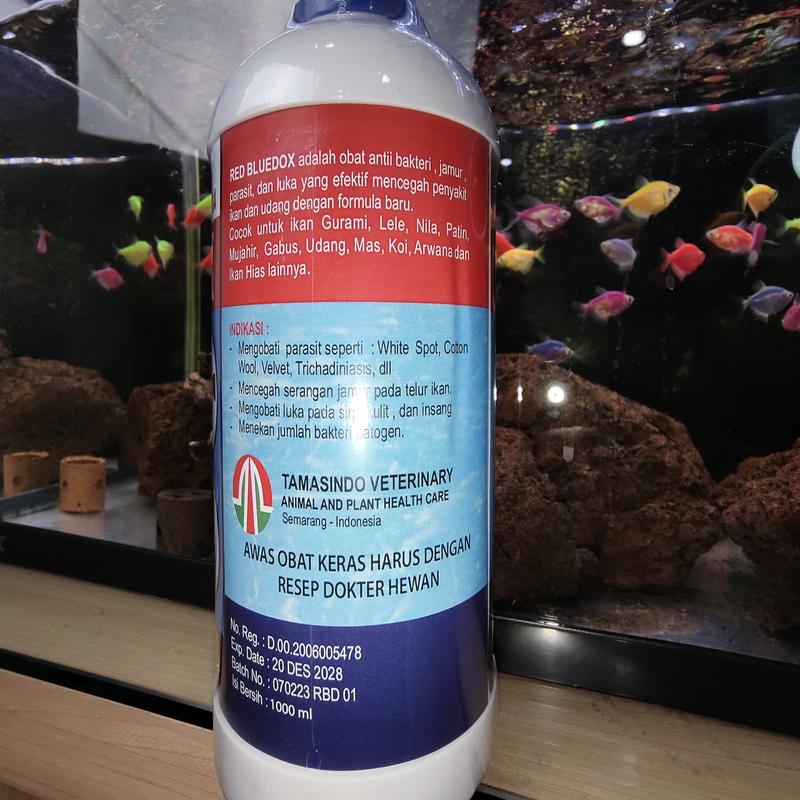 RED BLUEDOX adalah obat antii bakteri , jamur ,
parasit, dan luka yang efektif mencegah penyakit
ikan dan udang dengan formula baru.
Cocok untuk ikan Gurami, Lele, Nila, Patin,
Mujahir, Gabus, Udang, Mas, Koi, Arwana dan
Ikan Hias lainnya.
INDIKASI :
- Mengobati parasit seperti : White Spot, Cotton
Wool, Velvet, Trichadiniasis, dll
- Mencegah serangan jamur pada telur ikan.
- Mengobati luka pada sirip kulit , dan insang
- Menekan jumlah bakteri patogen.
TAMASINDO VETERINARY
ANIMAL AND PLANT HEALTH CARE
Semarang - Indonesia
AWAS OBAT KERAS HARUS DENGAN
RESEP DOKTER HEWAN
No. Reg. : D.00.2006005478
Exp. Date : 20 DES 2028
Batch No. : 070223 RBD 01
Isi Bersih : 1000 ml